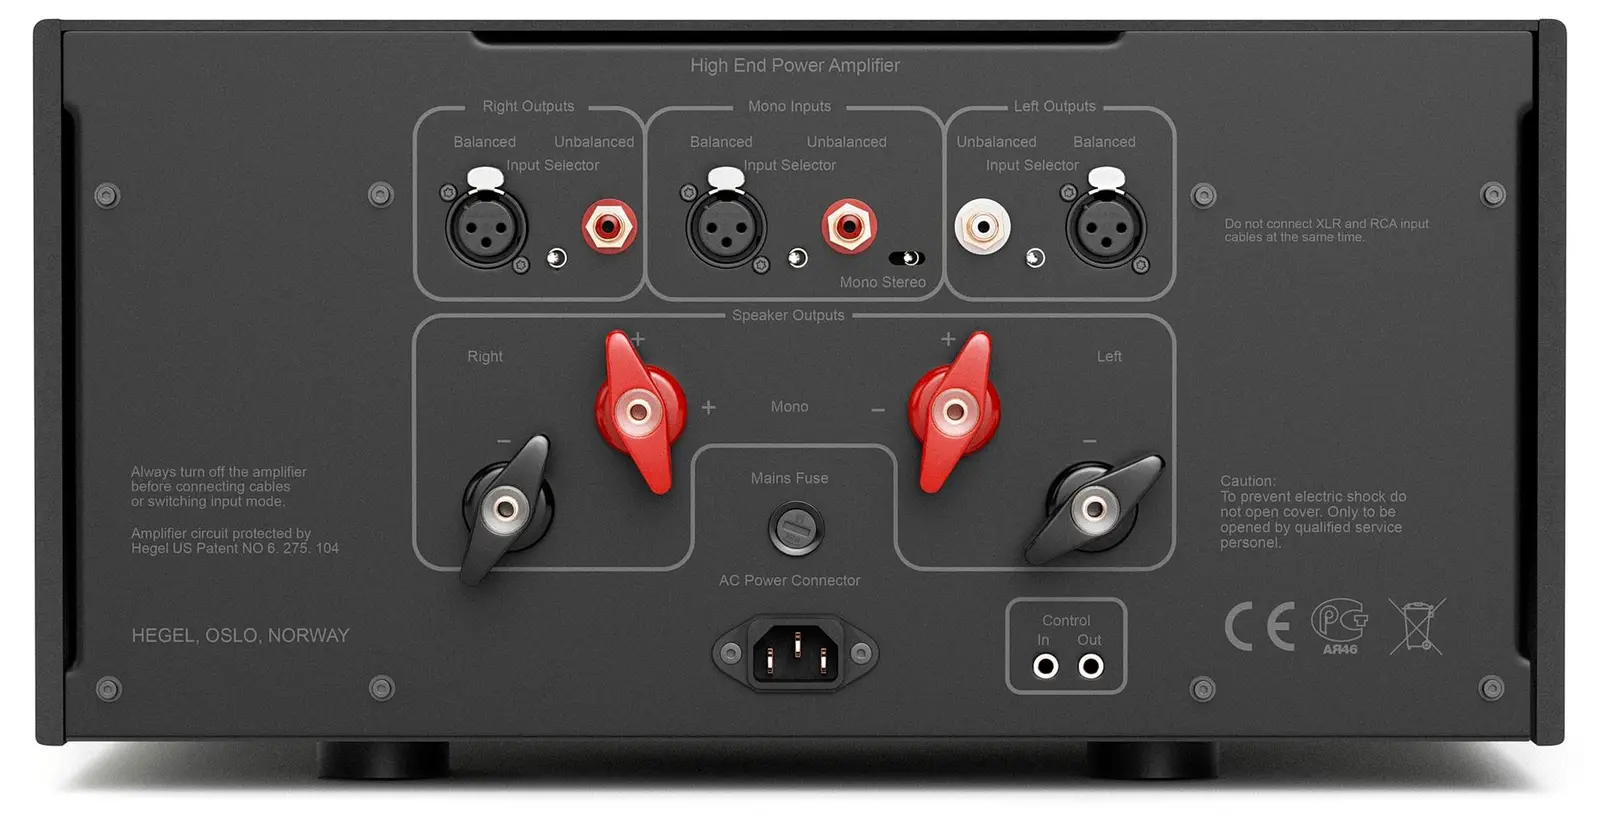 High End Power Amplifier
Right Outputs
Mono Inputs
Left Outputs
Balanced
Unbalanced
Balanced
Unbalanced
Unbalanced
Balanced
Input Selector
Input Selector
Input Selector
Do not connect XLR and RCA input
cables at the same time.
Mono Stereo
Speaker Outputs
+
+
Right
Left
+
Mono
−
−
−
Always turn off the amplifier
before connecting cables
or switching input mode.
Amplifier circuit protected by
Hegel US Patent NO 6. 275. 104
Mains Fuse
Caution:
To prevent electric shock do
not open cover. Only to be
opened by qualified service
personel.
AC Power Connector
HEGEL, OSLO, NORWAY
Control
In
Out
CE
РСТ
АЯ46